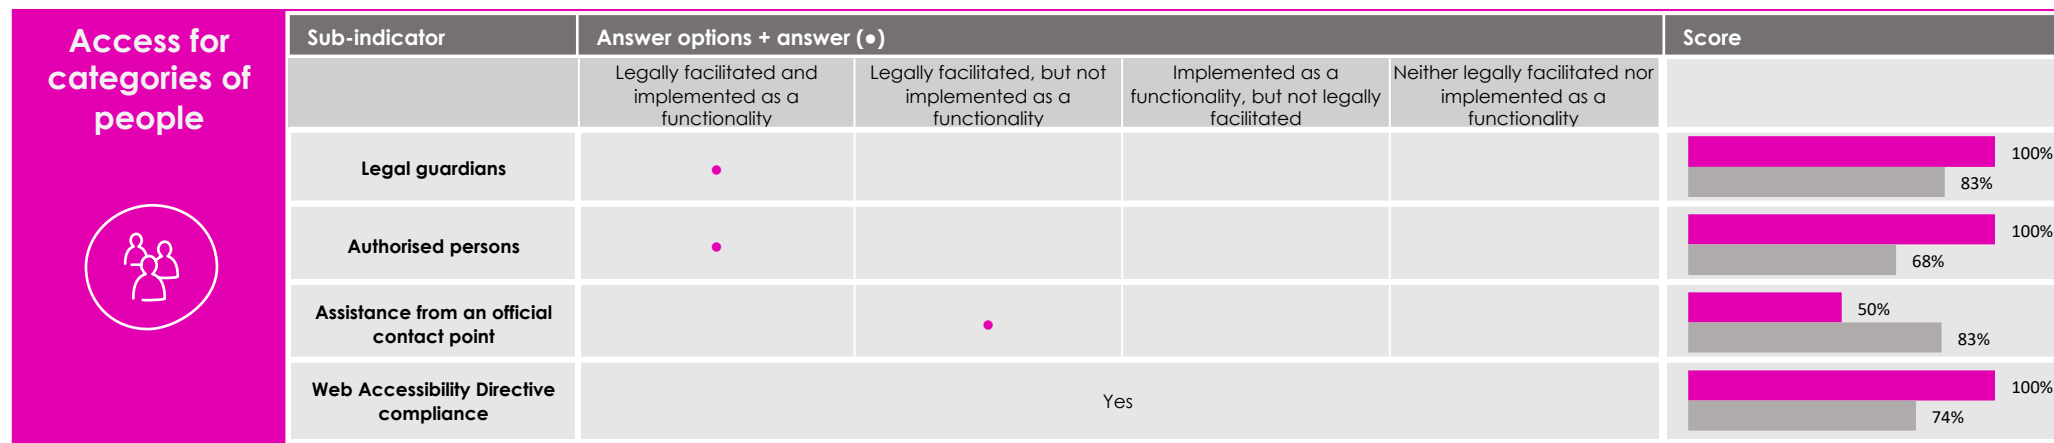 Access for
categories of
people
Sub-indicator
Answer options + answer (●)
Score
Legally facilitated and
implemented as a
functionality
Legally facilitated, but not
implemented as a
functionality
Implemented as a
functionality, but not legally
facilitated
Neither legally facilitated nor
implemented as a
functionality
Legal guardians
●
100%
83%
Authorised persons
●
100%
68%
Assistance from an official
contact point
●
50%
83%
Web Accessibility Directive
compliance
Yes
100%
74%